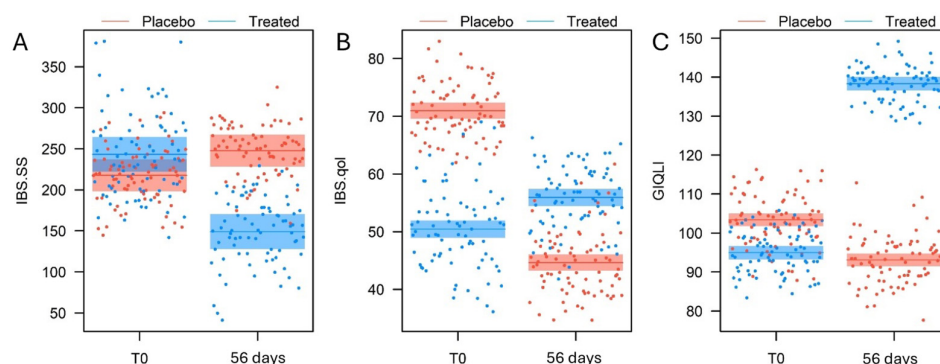 Placebo Treated Placebo Treated Placebo Treated
A B C
IBS.SS
350
300
250
200
150
100
50
T0 56 days
IBS.qol
80
70
60
50
40
T0 56 days
GIQLI
150
140
130
120
110
100
90
80
T0 56 days